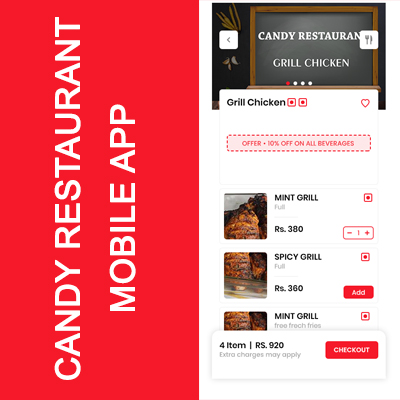 CANDY RESTAURANT
MOBILE APP
CANDY RESTAURAN
GRILL CHICKEN
Grill Chicken
OFFER • 10% OFF ON ALL BEVERAGES
MINT GRILL
Full
Rs. 380
− 1 +
SPICY GRILL
Full
Rs. 360
Add
MINT GRILL
free fresh fries
4 Item | RS. 920
Extra charges may apply
CHECKOUT